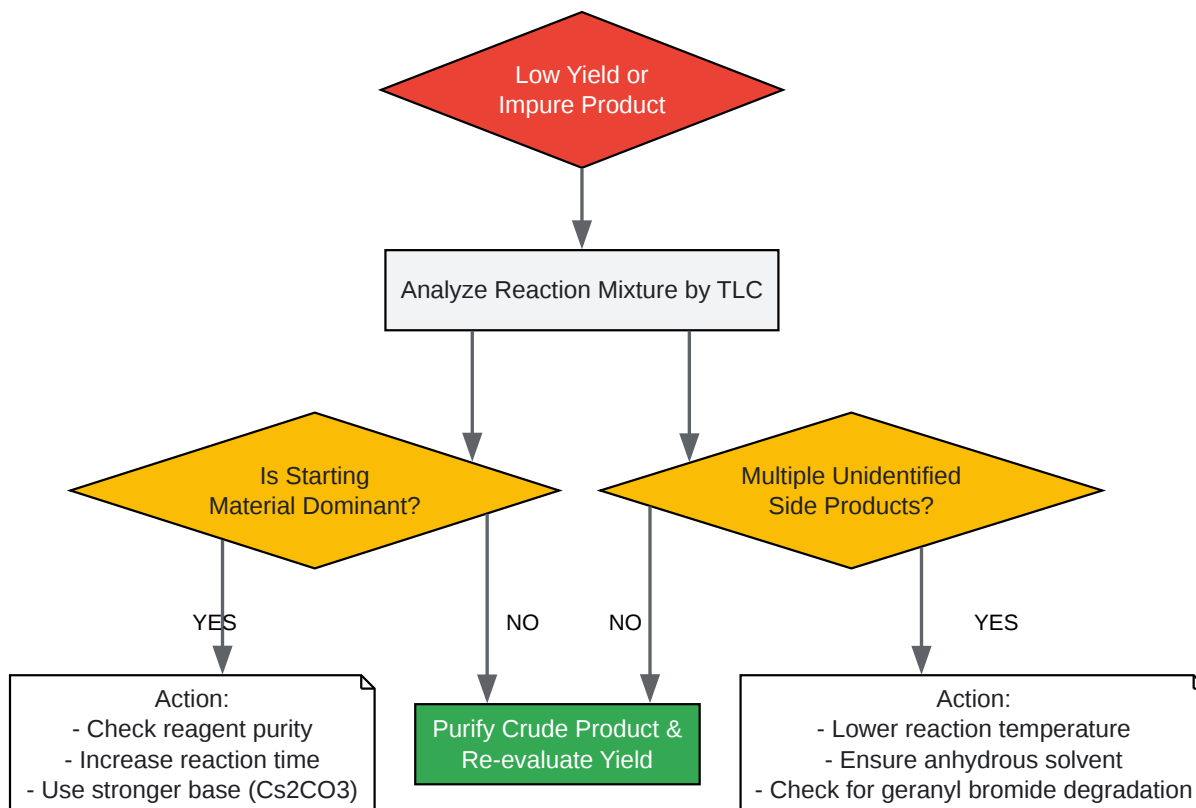 Low Yield or
Impure Product
Analyze Reaction Mixture by TLC
Is Starting
Material Dominant?
Multiple Unidentified
Side Products?
YES
NO
NO
YES
Action:
- Check reagent purity
- Increase reaction time
- Use stronger base (Cs2CO3)
Purify Crude Product &
Re-evaluate Yield
Action:
- Lower reaction temperature
- Ensure anhydrous solvent
- Check for geranyl bromide degradation